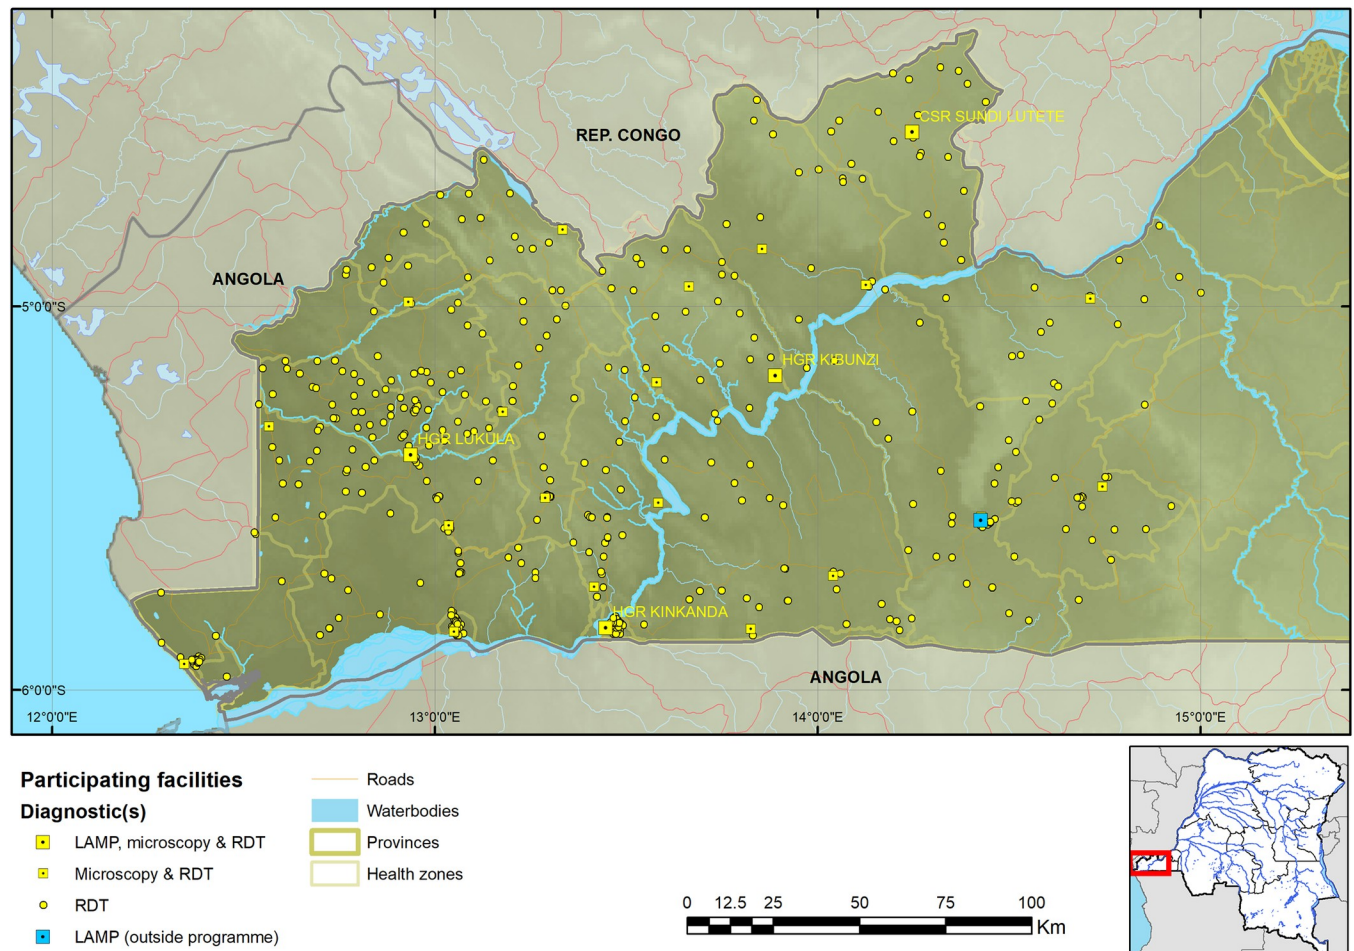 CSR SUNDI LUTETE
REP. CONGO
ANGOLA
5°0'0"S
HGR KIBUNZI
HGR LUKULA
HGR KINKANDA
ANGOLA
6°0'0"S
12°0'0"E
13°0'0"E
14°0'0"E
15°0'0"E
Participating facilities
Diagnostic(s)
LAMP, microscopy & RDT
Microscopy & RDT
RDT
LAMP (outside programme)
Roads
Waterbodies
Provinces
Health zones
0 12.5 25 50 75 100
Km